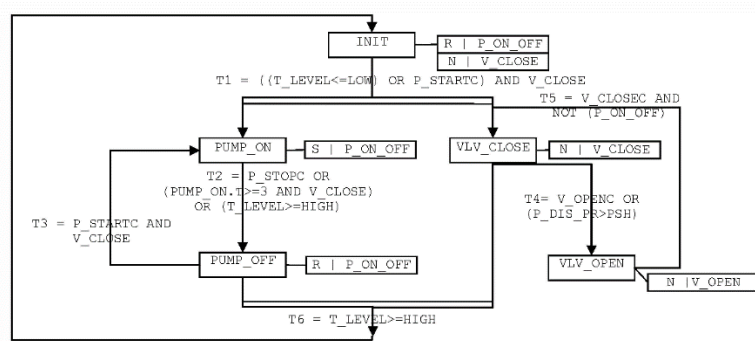 INIT
R | P_ON_OFF
N | V_CLOSE
T1 = ((T_LEVEL<=LOW) OR P_STARTC) AND V_CLOSE
T5 = V_CLOSEC AND
NOT (P_ON_OFF)
PUMP_ON
S | P_ON_OFF
VLV_CLOSE
N | V_CLOSE
T2 = P_STOPC OR
(PUMP_ON.T>=3 AND V_CLOSE)
OR (T_LEVEL>=HIGH)
T3 = P_STARTC AND
V_CLOSE
T4= V_OPENC OR
(P_DIS_PR>PSH)
PUMP_OFF
R | P_ON_OFF
VLV_OPEN
N |V_OPEN
T6 = T_LEVEL>=HIGH